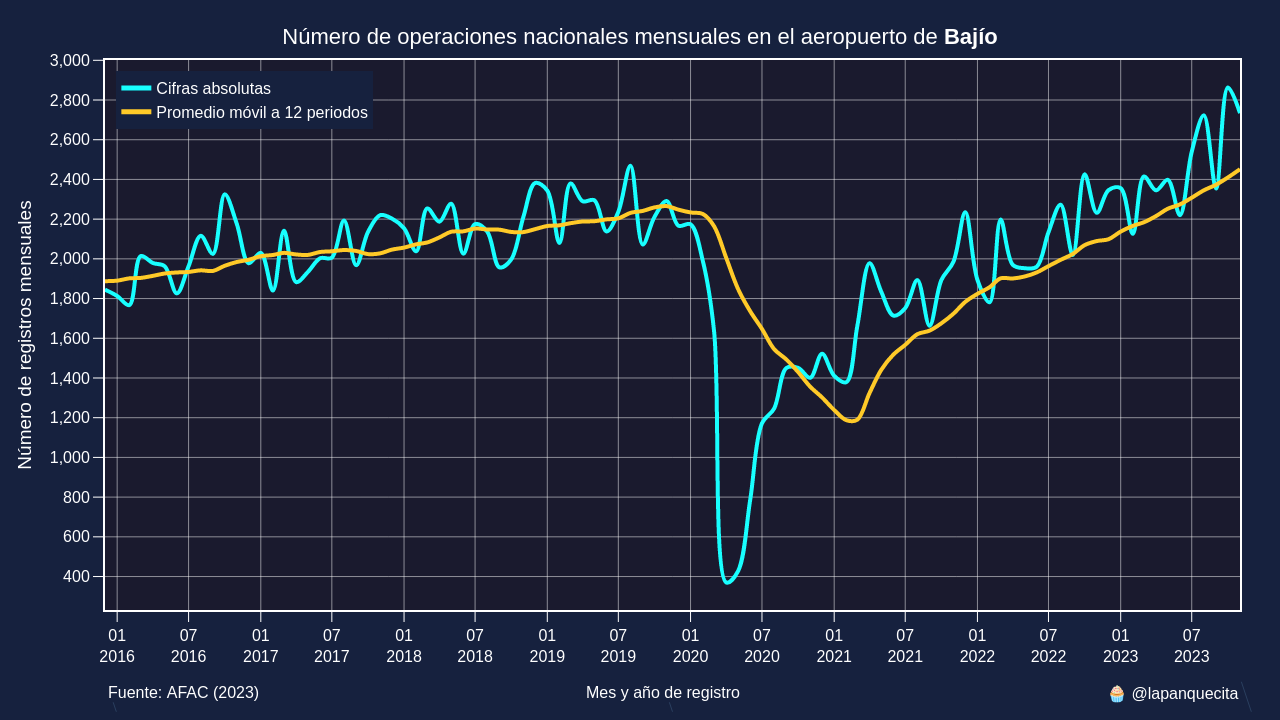 Número de operaciones nacionales mensuales en el aeropuerto de Bajío
Cifras absolutas
Promedio móvil a 12 periodos
Número de registros mensuales
3,000
2,800
2,600
2,400
2,200
2,000
1,800
1,600
1,400
1,200
1,000
800
600
400
01 07 01 07 01 07 01 07 01 07 01 07 01 07 01 07
2016 2016 2017 2017 2018 2018 2019 2019 2020 2020 2021 2021 2022 2022 2023 2023
Fuente: AFAC (2023) Mes y año de registro 🧁 @lapanquecita